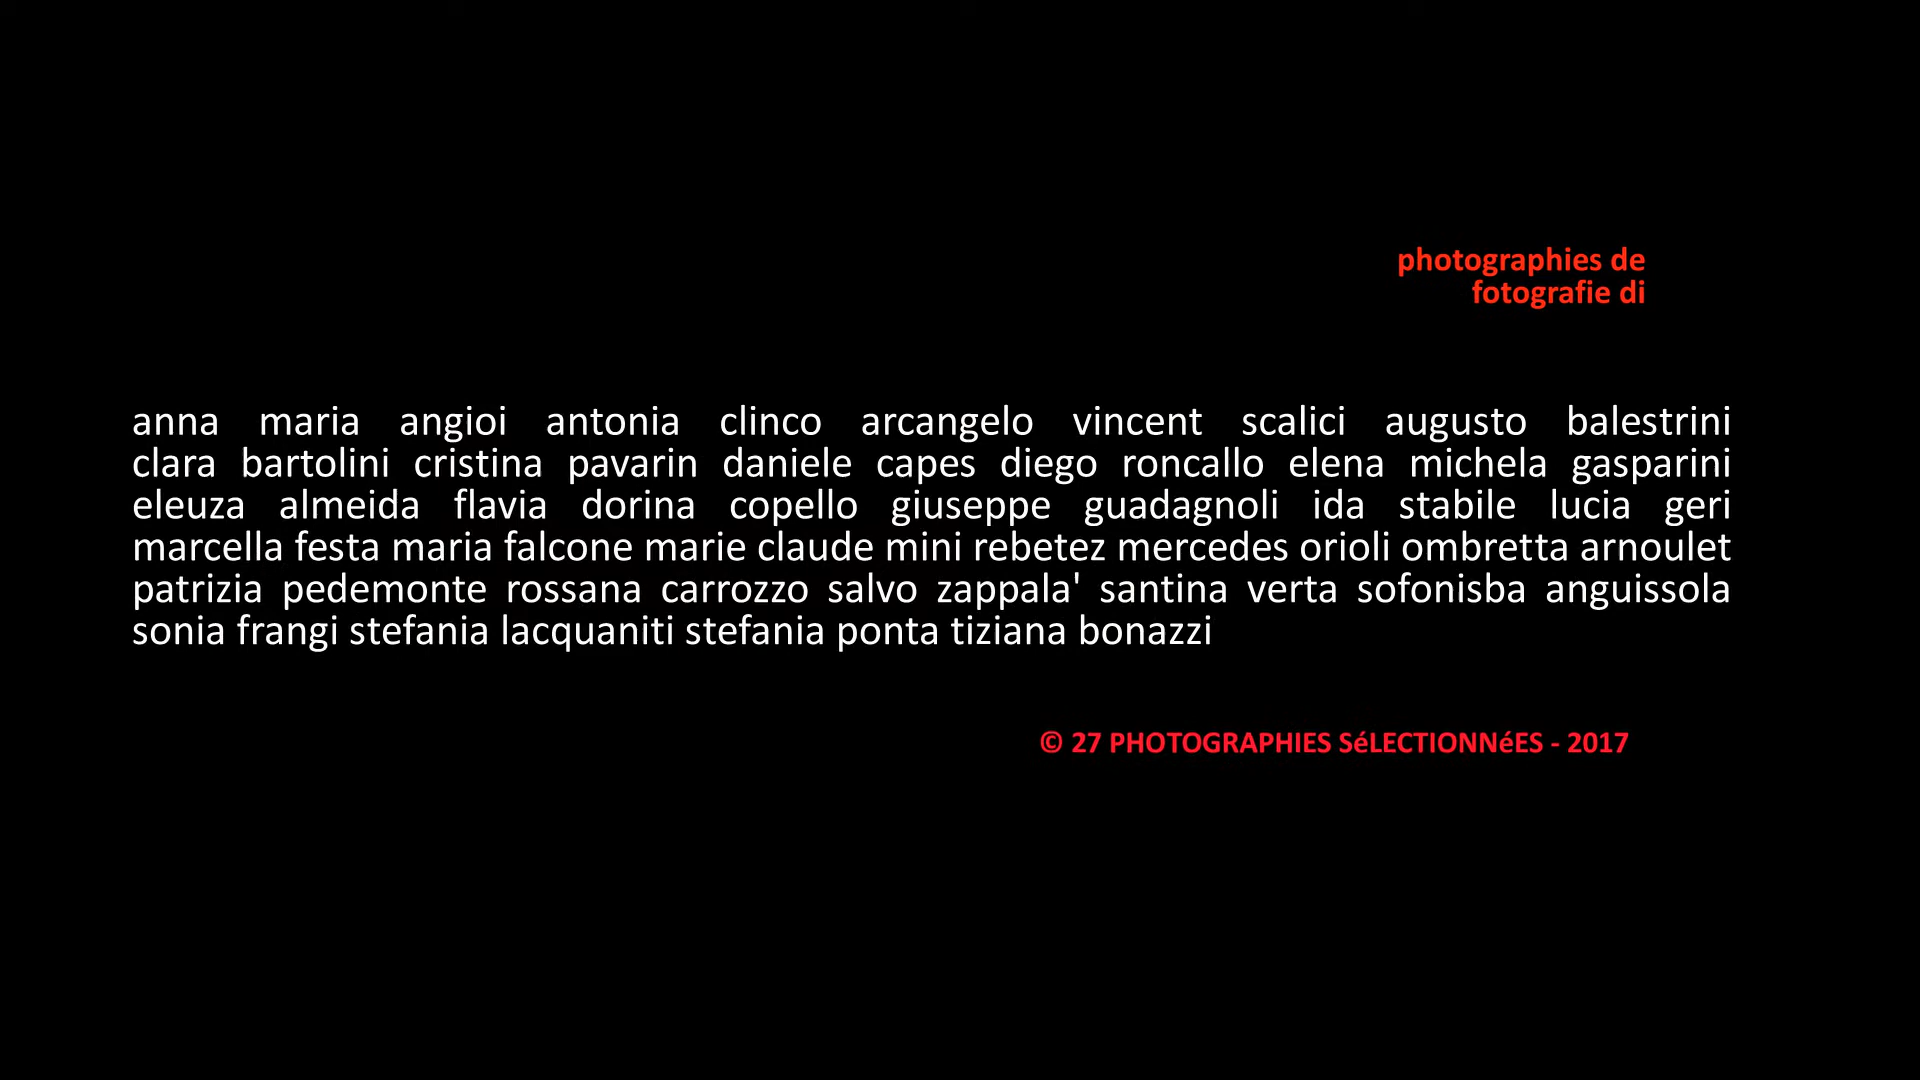 photographies de
fotografie di
anna maria angioi antonia clinco arcangelo vincent scalici augusto balestrini
clara bartolini cristina pavarin daniele capes diego roncallo elena michela gasparini
eleuza almeida flavia dorina copello giuseppe guadagnoli ida stabile lucia geri
marcella festa maria falcone marie claude mini rebetez mercedes orioli ombretta arnoulet
patrizia pedemonte rossana carrozzo salvo zappala' santina verta sofonisba anguissola
sonia frangi stefania lacquaniti stefania ponta tiziana bonazzi
© 27 PHOTOGRAPHIES SéLECTIONNéES - 2017